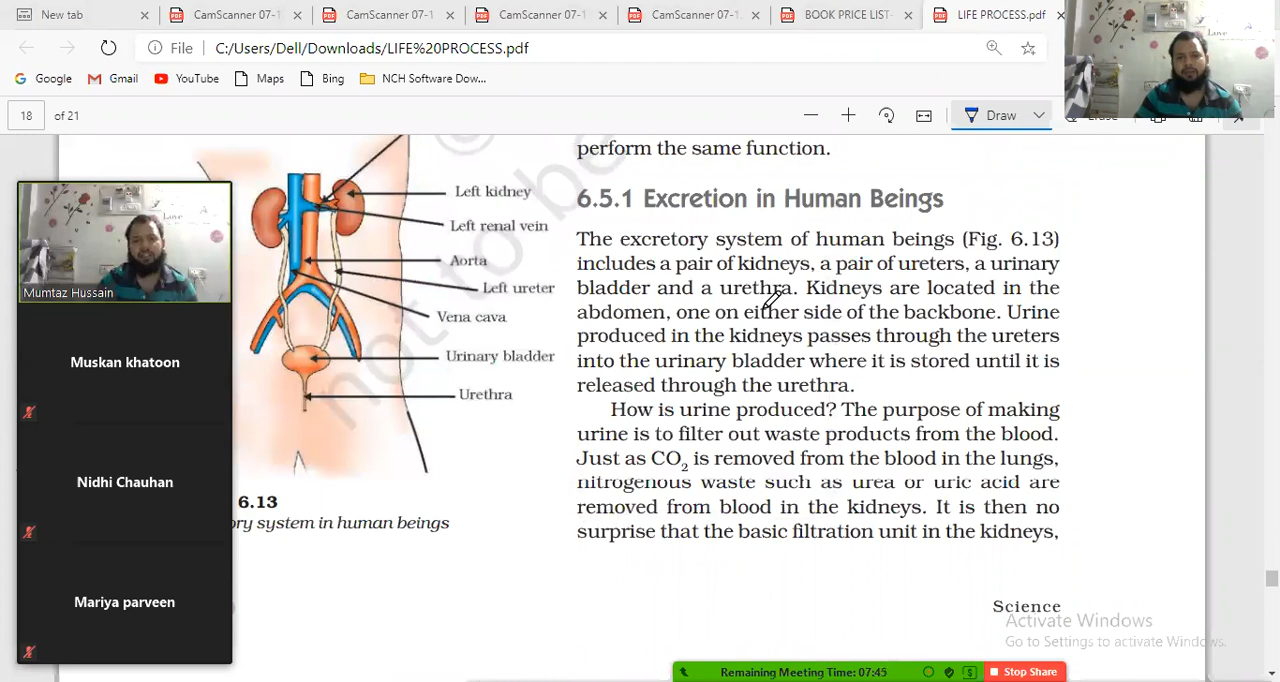 New tab
CamScanner 07-1
CamScanner 07-1
CamScanner 07-1
CamScanner 07-1.
BOOK PRICE LIST-
LIFE PROCESS.pdf
File
C:/Users/Dell/Downloads/LIFE%20PROCESS.pdf
Google
Gmail
YouTube
Maps
Bing
NCH Software Dow...
18 of 21
Draw
Erase
Love
Love
Mumtaz Hussain
Muskan khatoon
Nidhi Chauhan
Mariya parveen
Left kidney
Left renal vein
Aorta
Left ureter
Vena cava
Urinary bladder
Urethra
6.13
ory system in human beings
not to be
perform the same function.
6.5.1 Excretion in Human Beings
The excretory system of human beings (Fig. 6.13)
includes a pair of kidneys, a pair of ureters, a urinary
bladder and a urethra. Kidneys are located in the
abdomen, one on either side of the backbone. Urine
produced in the kidneys passes through the ureters
into the urinary bladder where it is stored until it is
released through the urethra.
How is urine produced? The purpose of making
urine is to filter out waste products from the blood.
Just as CO2 is removed from the blood in the lungs,
nitrogenous waste such as urea or uric acid are
removed from blood in the kidneys. It is then no
surprise that the basic filtration unit in the kidneys,
Science
Activate Windows
Go to Settings to activate Windows.
Remaining Meeting Time: 07:45
Stop Share